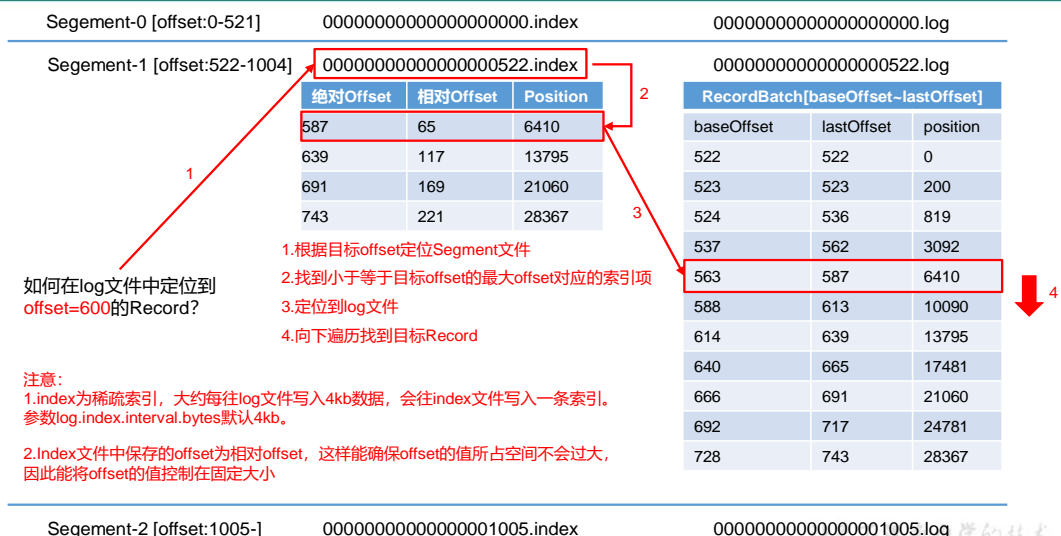 Segement-0 [offset:0-521] 00000000000000000000.index 00000000000000000000.log
Segement-1 [offset:522-1004] 00000000000000000522.index 00000000000000000522.log
绝对Offset 相对Offset Position
587 65 6410
639 117 13795
691 169 21060
743 221 28367
RecordBatch[baseOffset~lastOffset]
baseOffset lastOffset position
522 522 0
523 523 200
524 536 819
537 562 3092
563 587 6410
588 613 10090
614 639 13795
640 665 17481
666 691 21060
692 717 24781
728 743 28367
1
2
3
4
如何在log文件中定位到
offset=600的Record?
1.根据目标offset定位Segment文件
2.找到小于等于目标offset的最大offset对应的索引项
3.定位到log文件
4.向下遍历找到目标Record
注意：
1.index为稀疏索引，大约每往log文件写入4kb数据，会往index文件写入一条索引。
参数log.index.interval.bytes默认4kb。
2.Index文件中保存的offset为相对offset，这样能确保offset的值所占空间不会过大，
因此能将offset的值控制在固定大小
Segement-2 [offset:1005-] 00000000000000001005.index 00000000000000001005.log